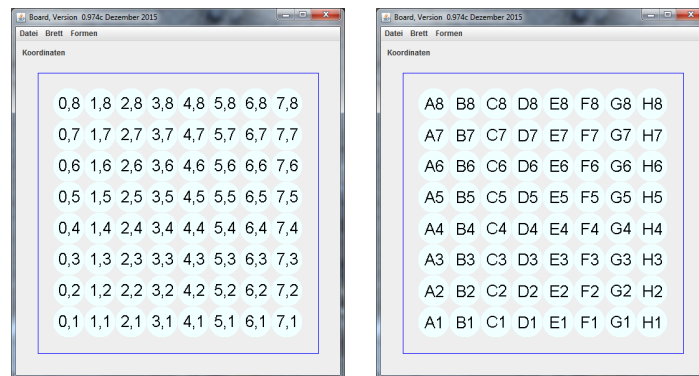 Board, Version 0.974c Dezember 2015
Datei Brett Formen
Koordinaten
0,8 1,8 2,8 3,8 4,8 5,8 6,8 7,8
0,7 1,7 2,7 3,7 4,7 5,7 6,7 7,7
0,6 1,6 2,6 3,6 4,6 5,6 6,6 7,6
0,5 1,5 2,5 3,5 4,5 5,5 6,5 7,5
0,4 1,4 2,4 3,4 4,4 5,4 6,4 7,4
0,3 1,3 2,3 3,3 4,3 5,3 6,3 7,3
0,2 1,2 2,2 3,2 4,2 5,2 6,2 7,2
0,1 1,1 2,1 3,1 4,1 5,1 6,1 7,1
Board, Version 0.974c Dezember 2015
Datei Brett Formen
Koordinaten
A8 B8 C8 D8 E8 F8 G8 H8
A7 B7 C7 D7 E7 F7 G7 H7
A6 B6 C6 D6 E6 F6 G6 H6
A5 B5 C5 D5 E5 F5 G5 H5
A4 B4 C4 D4 E4 F4 G4 H4
A3 B3 C3 D3 E3 F3 G3 H3
A2 B2 C2 D2 E2 F2 G2 H2
A1 B1 C1 D1 E1 F1 G1 H1